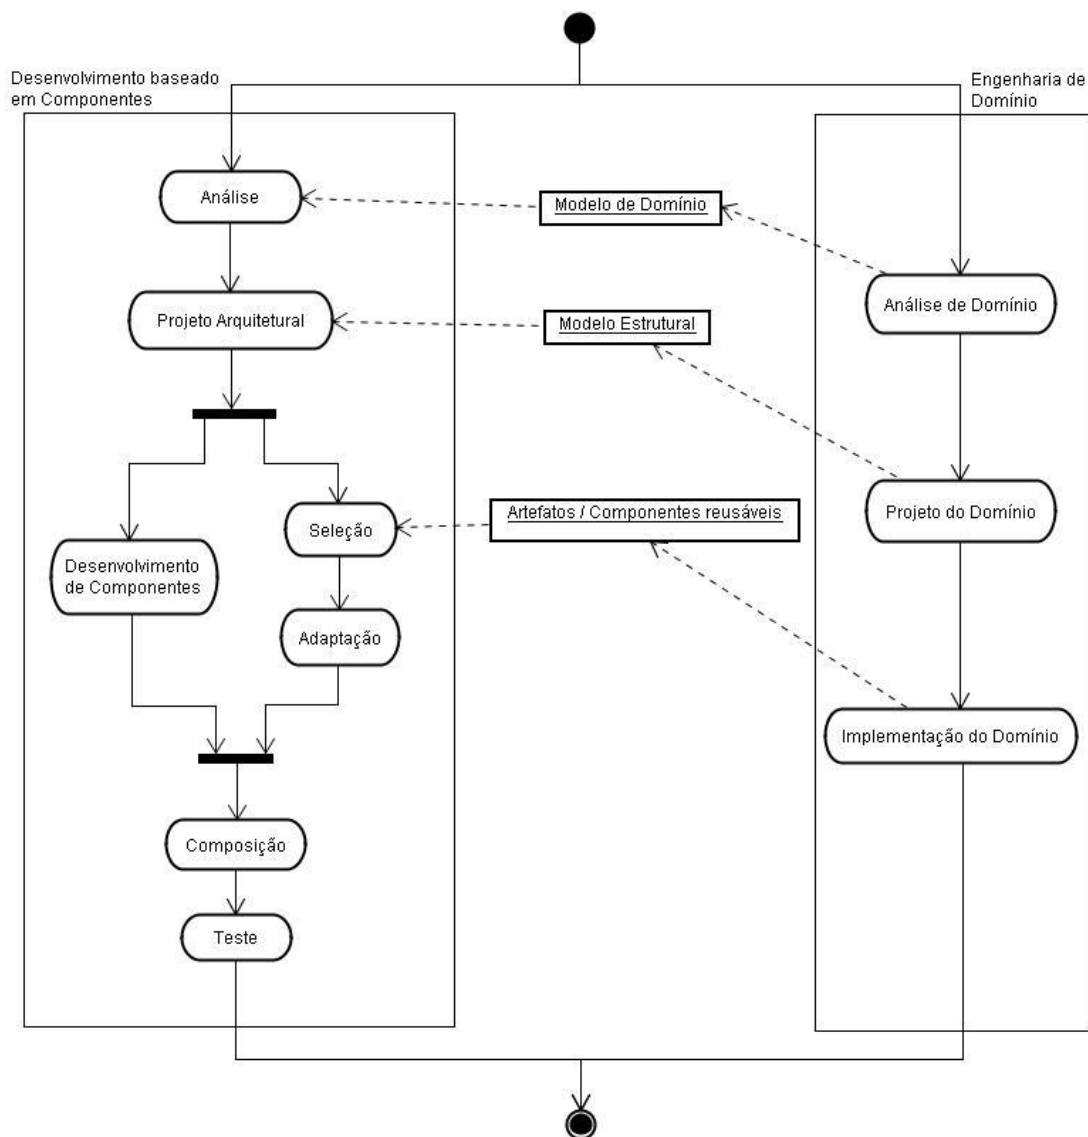 Desenvolvimento baseado
em Componentes
Engenharia de
Domínio
Análise
Modelo de Domínio
Análise de Domínio
Projeto Arquitetural
Modelo Estrutural
Projeto do Domínio
Seleção
Artefatos / Componentes reusáveis
Desenvolvimento
de Componentes
Adaptação
Implementação do Domínio
Composição
Teste